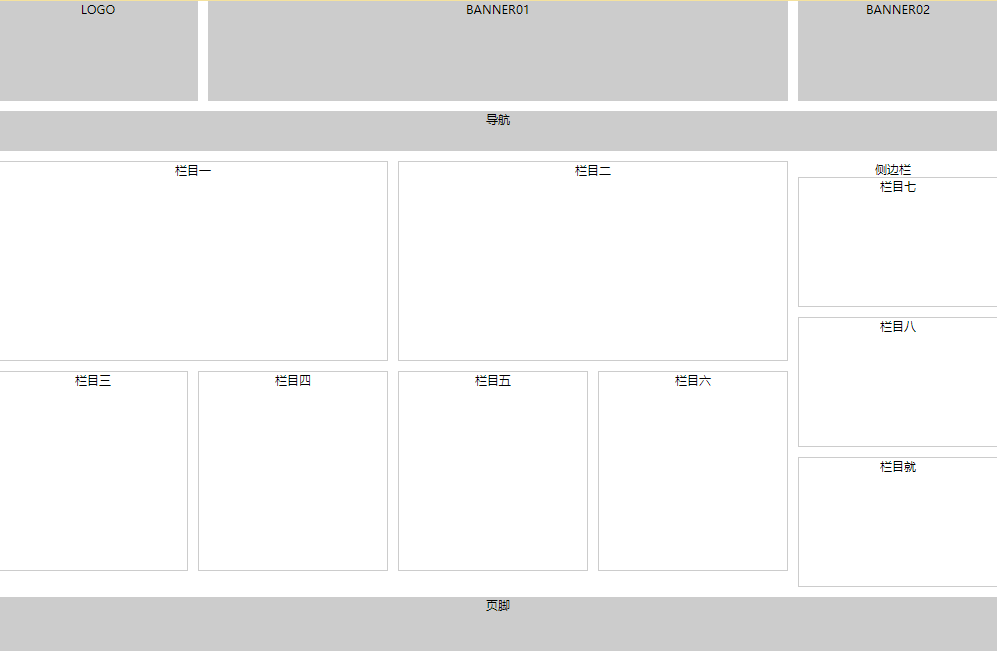 LOGO
BANNER01
BANNER02
导航
栏目一
栏目二
侧边栏
栏目七
栏目八
栏目三
栏目四
栏目五
栏目六
栏目就
页脚